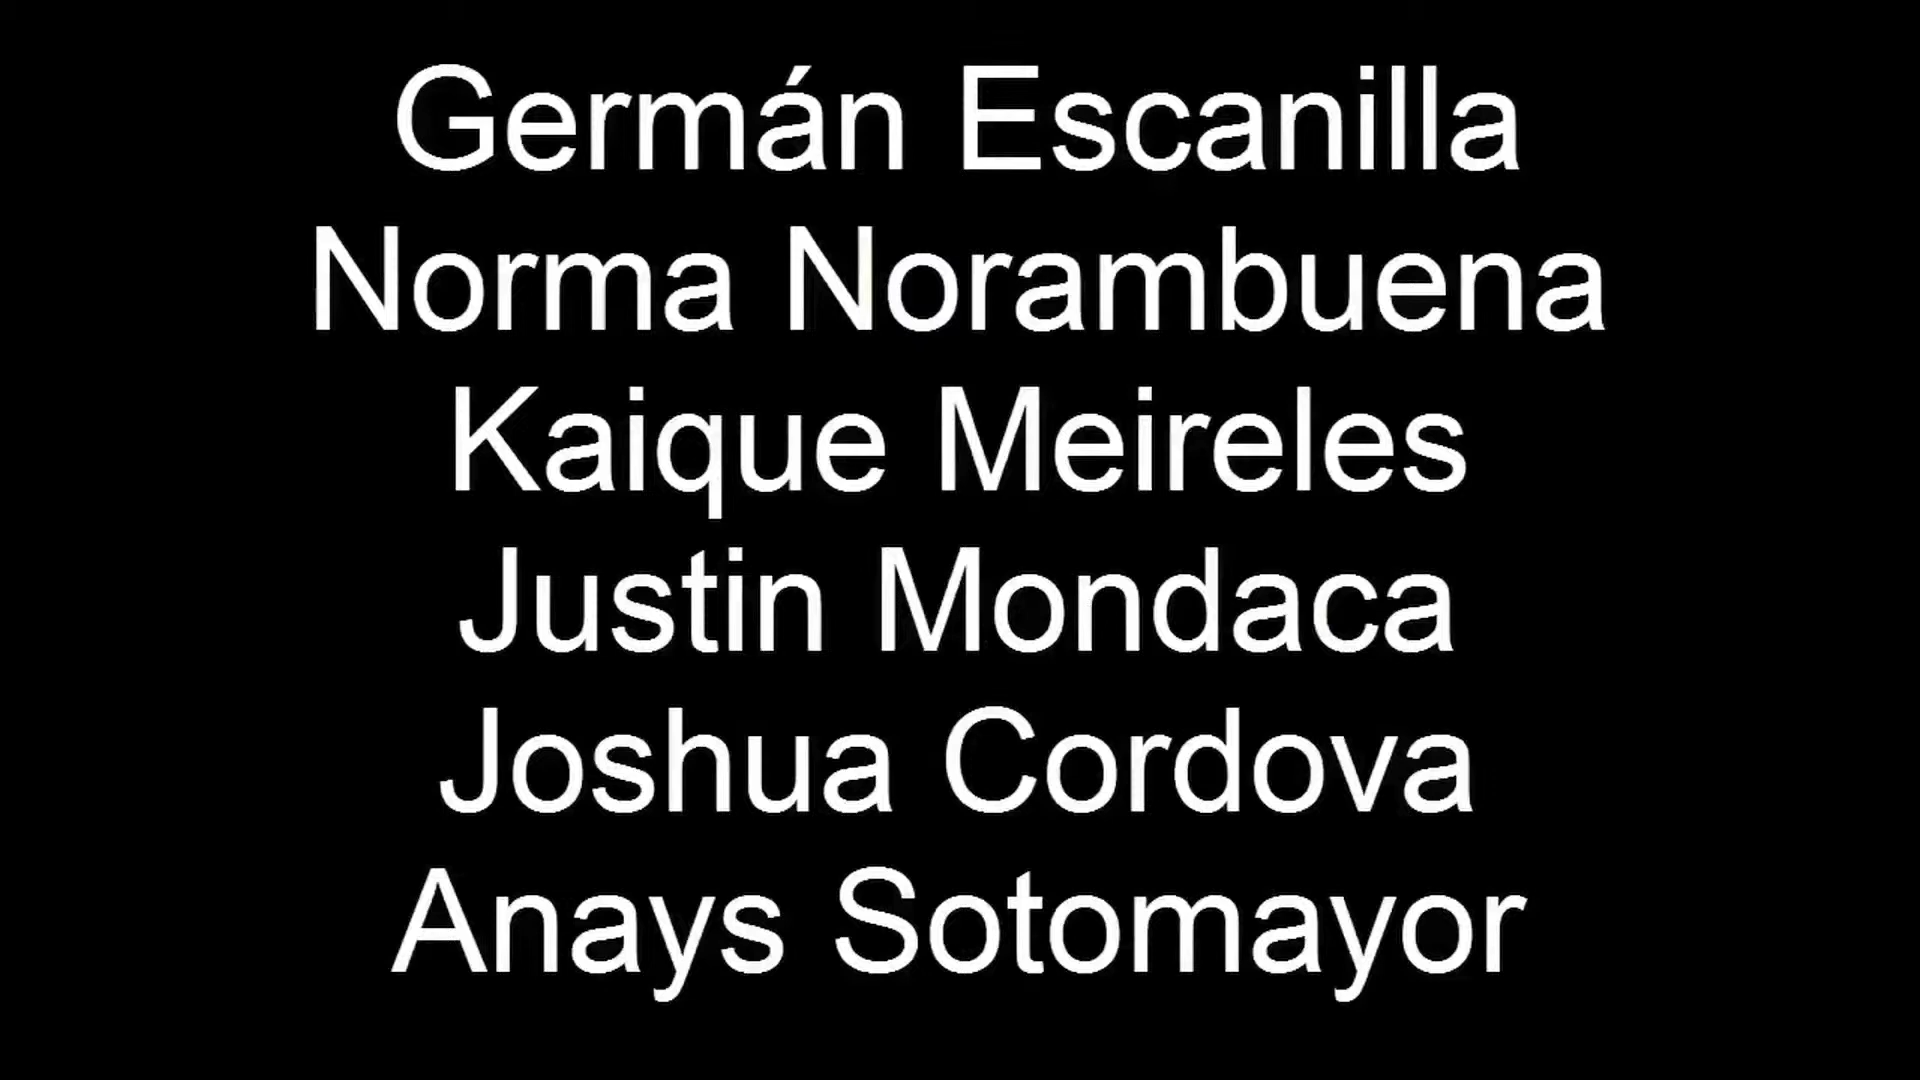 Germán Escanilla
Norma Norambuena
Kaique Meireles
Justin Mondaca
Joshua Cordova
Anays Sotomayor